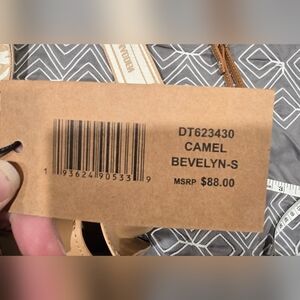 DT623430
CAMEL
BEVELYN-S
MSRP $88.00
1 93624 90533 9